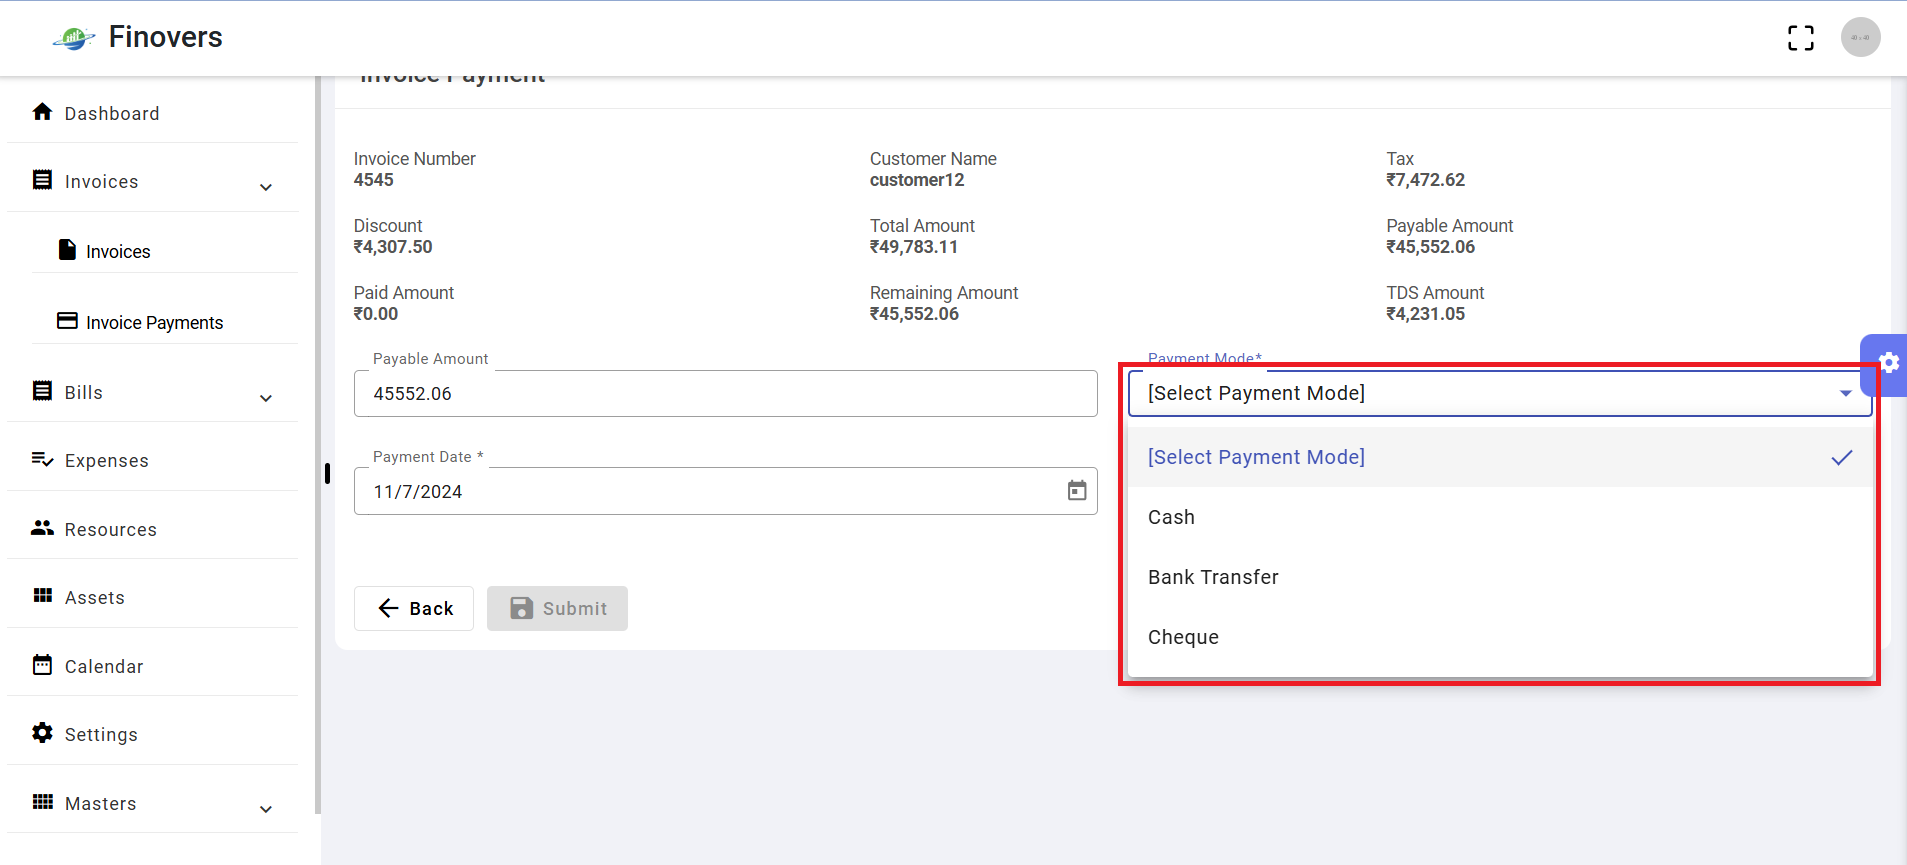 Finovers
Invoice Payment
Dashboard
Invoices
Invoices
Invoice Payments
Bills
Expenses
Resources
Assets
Calendar
Settings
Masters
Invoice Number
4545
Customer Name
customer12
Tax
₹7,472.62
Discount
₹4,307.50
Total Amount
₹49,783.11
Payable Amount
₹45,552.06
Paid Amount
₹0.00
Remaining Amount
₹45,552.06
TDS Amount
₹4,231.05
Payable Amount
45552.06
Payment Mode*
[Select Payment Mode]
[Select Payment Mode]
Cash
Bank Transfer
Cheque
Payment Date *
11/7/2024
Back
Submit